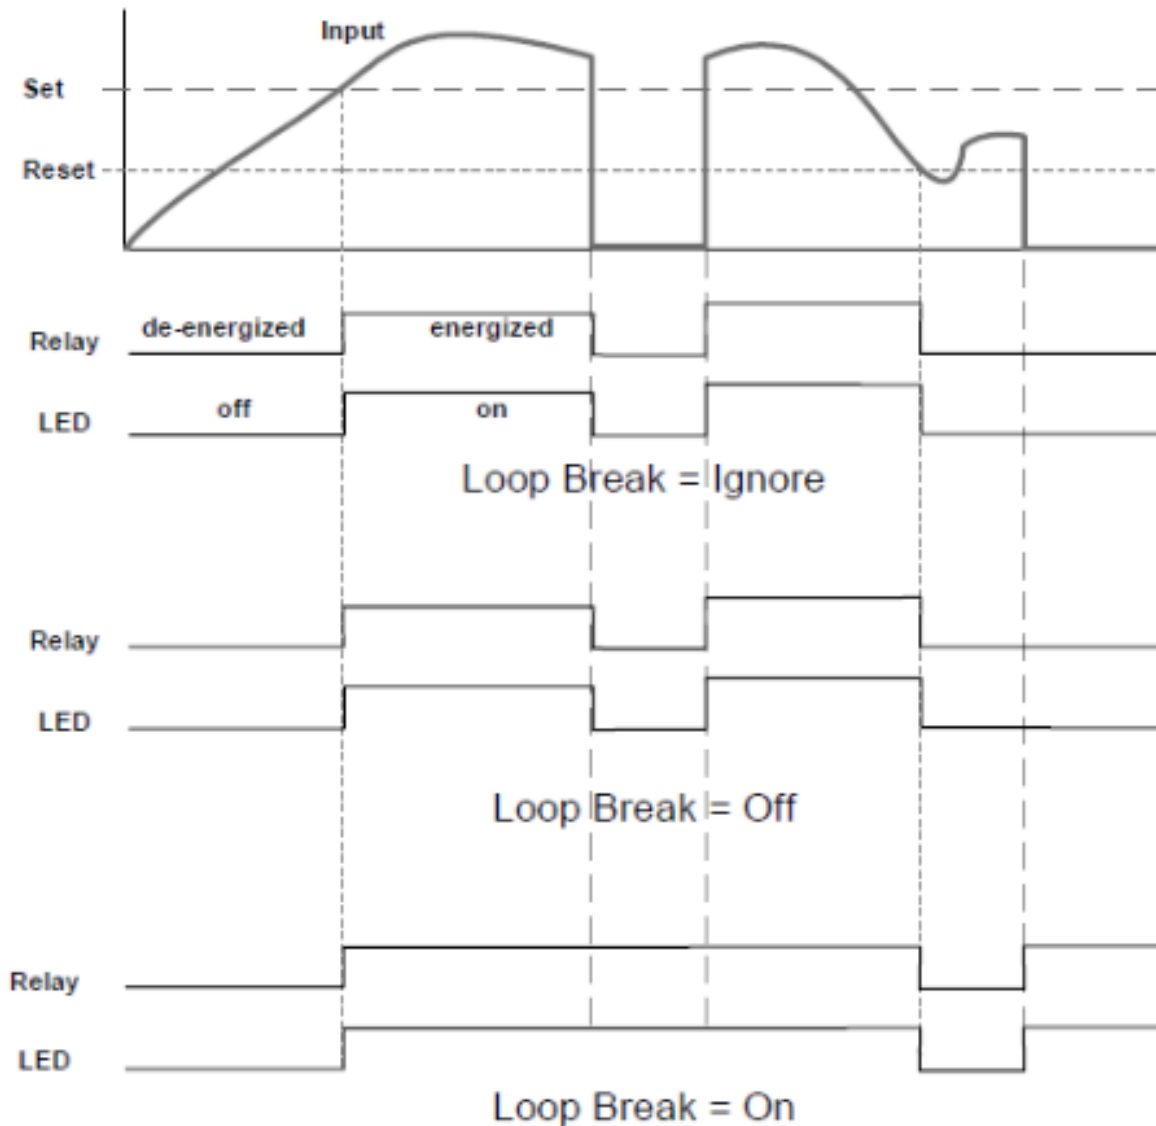 Input
Set
Reset
de-energized energized
Relay
off on
LED
Loop Break = Ignore
Relay
LED
Loop Break = Off
Relay
LED
Loop Break = On